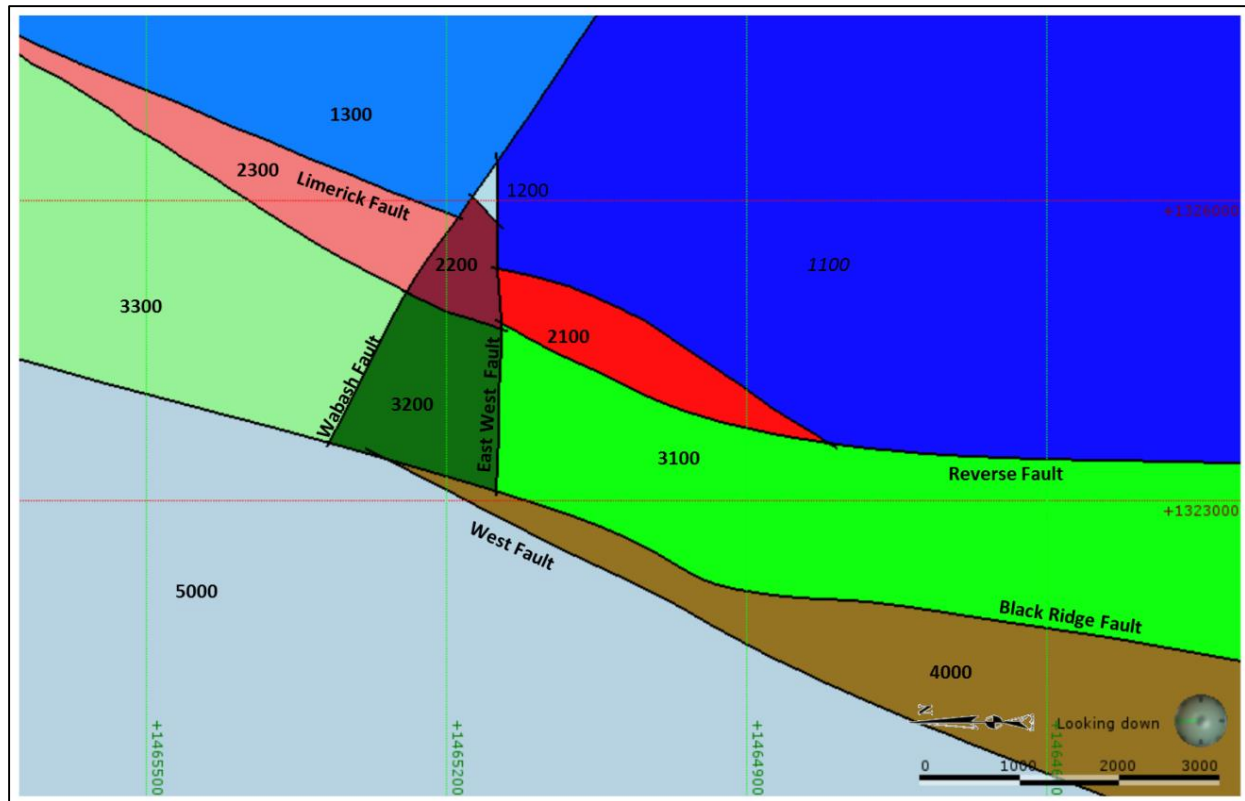 1300
2300
Limerick Fault
1200
+1326000
2200
1100
3300
2100
Wabash Fault
East West Fault
3200
3100
Reverse Fault
+1323000
West Fault
5000
Black Ridge Fault
4000
N
Looking down
+1465500
+1465200
+1464900
0 1000 2000 3000